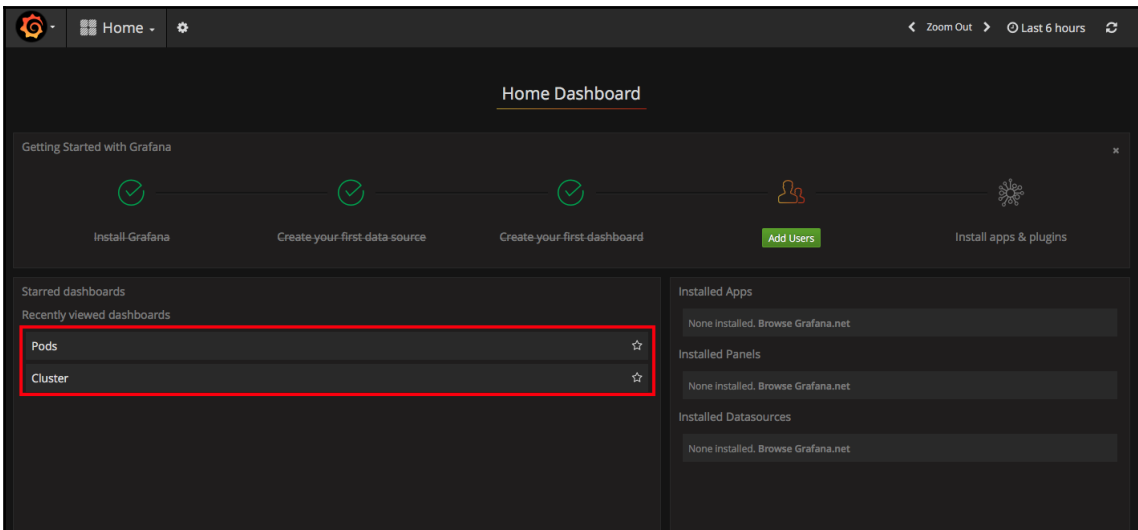 Home
Zoom Out
Last 6 hours
Home Dashboard
Getting Started with Grafana
Install Grafana
Create your first data source
Create your first dashboard
Add Users
Install apps & plugins
Starred dashboards
Recently viewed dashboards
Pods
Cluster
Installed Apps
None installed. Browse Grafana.net
Installed Panels
None installed. Browse Grafana.net
Installed Datasources
None installed. Browse Grafana.net